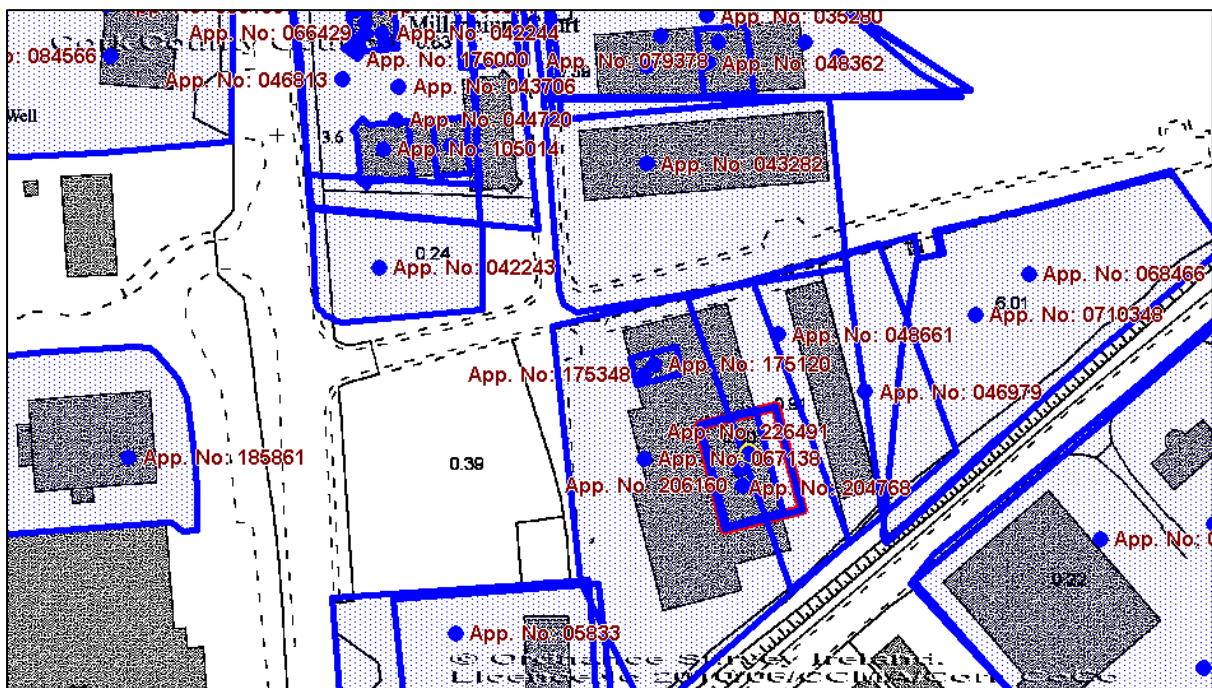 App. No: 035280
App. No: 066429
App. No: 042244
0.63
App. No: 084566
App. No: 176000
App. No: 079378
App. No: 048362
App. No: 046813
App. No: 043706
Well
App. No: 044720
3.6
App. No: 105014
App. No: 043282
0.24
App. No: 042243
App. No: 068466
6.01
App. No: 0710348
App. No: 048661
App. No: 175348
App. No: 175120
App. No: 046979
App. No: 226491
0.39
App. No: 185861
App. No: 067138
App. No: 206160
App. No: 204768
App. No:
0.22
App. No: 05833
© Ordnance Survey Ireland.